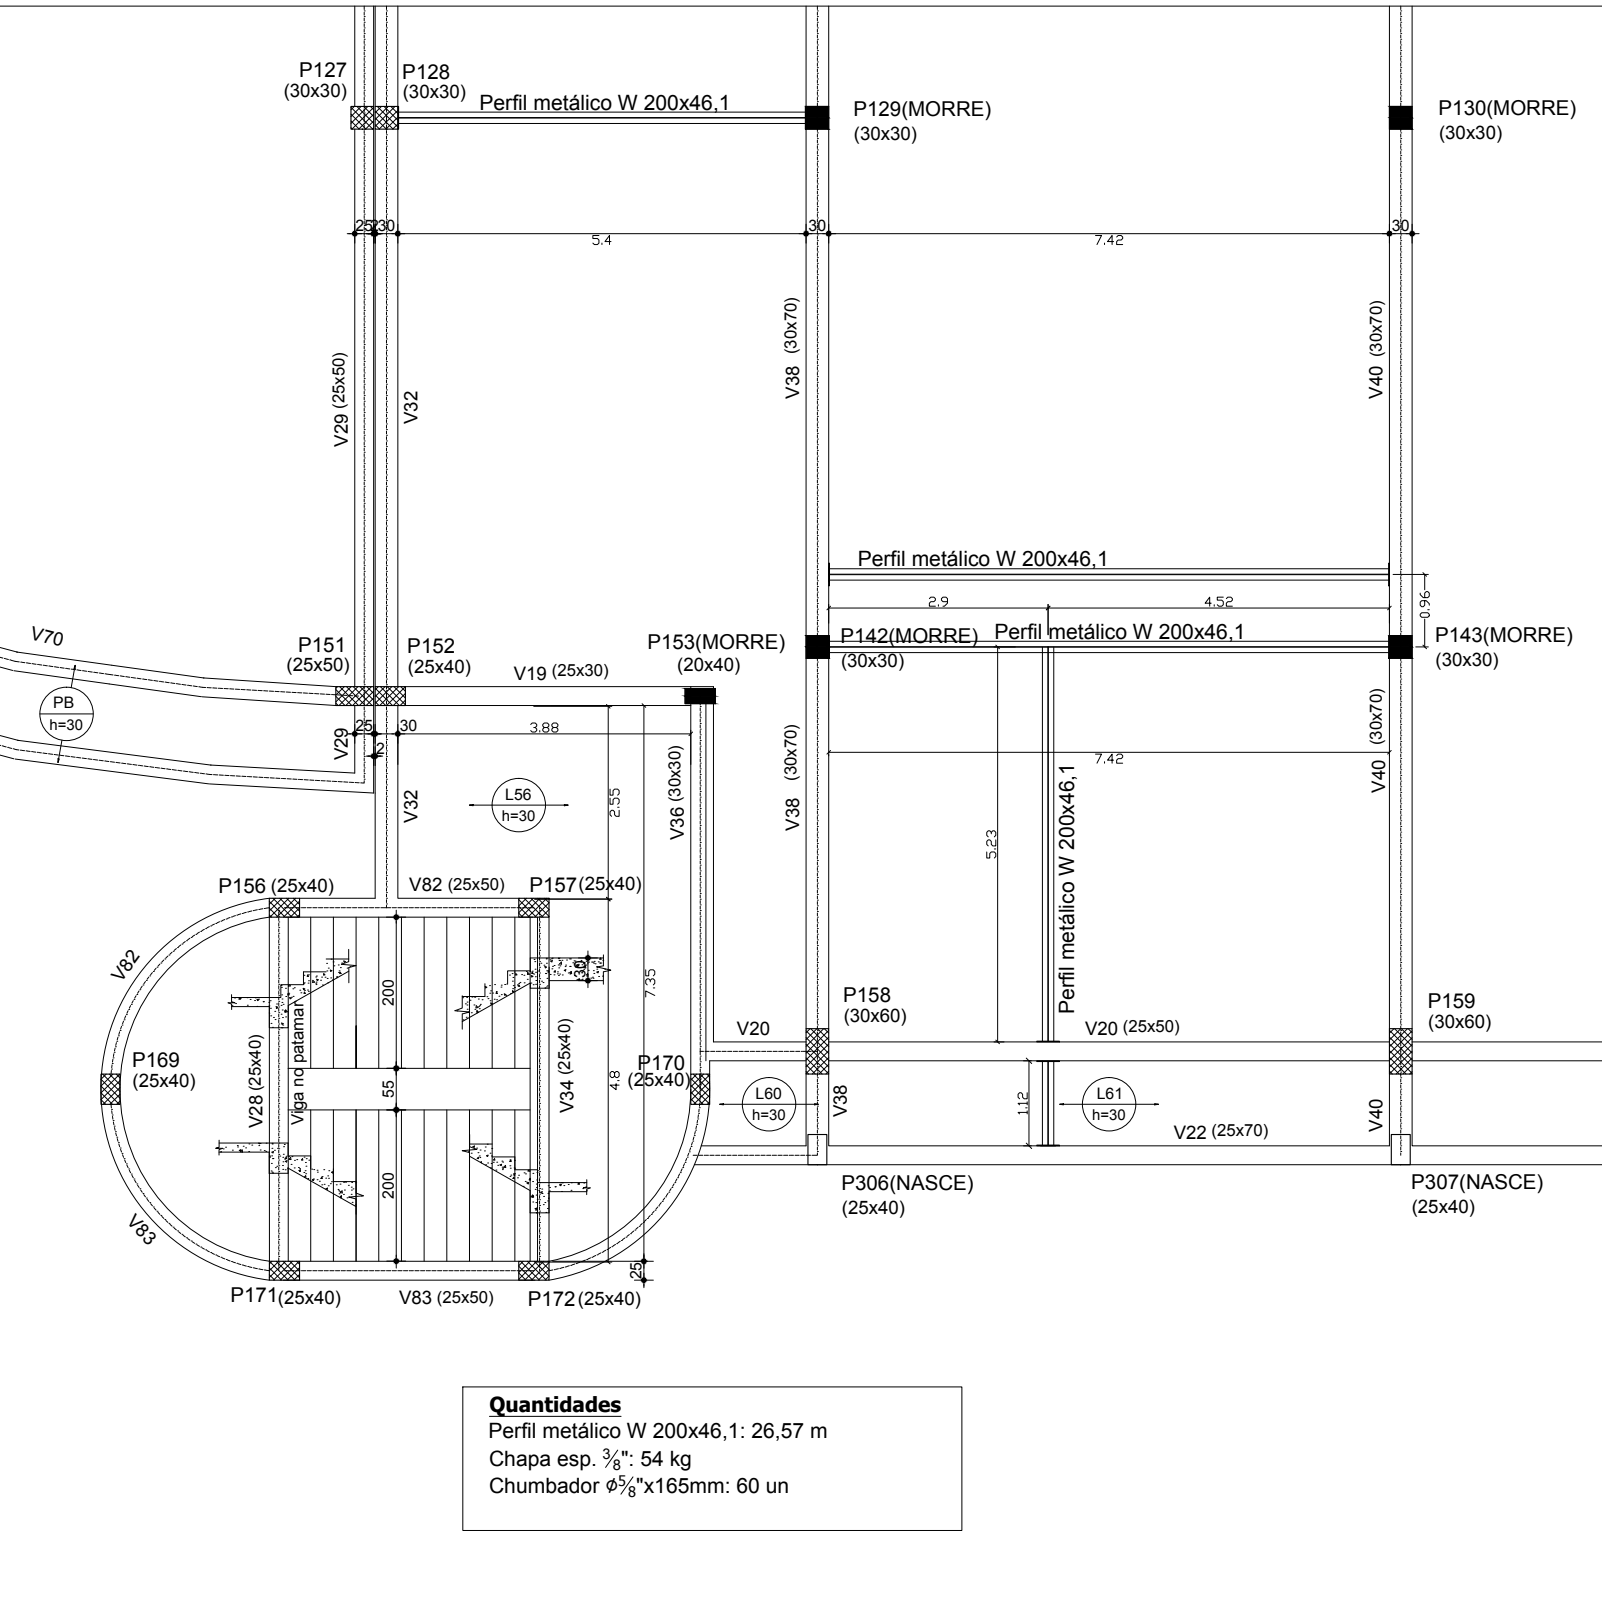 P127
(30x30)
P128
(30x30)
Perfil metálico W 200x46,1
P129(MORRE)
(30x30)
P130(MORRE)
(30x30)
25
2
30
5.4
30
7.42
30
V29 (25x50)
V32
V38 (30x70)
V40 (30x70)
Perfil metálico W 200x46,1
2.9
4.52
0.96
V70
P151
(25x50)
P152
(25x40)
V19 (25x30)
P153(MORRE)
(20x40)
P142(MORRE)
(30x30)
Perfil metálico W 200x46,1
P143(MORRE)
(30x30)
PB
h=30
V29
25
2
30
3.88
V32
L56
h=30
2.55
V36 (30x30)
V38 (30x70)
7.42
V40 (30x70)
5.23
Perfil metálico W 200x46,1
P156 (25x40)
V82 (25x50)
P157 (25x40)
V82
200
30
7.35
P158
(30x60)
P159
(30x60)
V20
V20 (25x50)
P169
(25x40)
V28 (25x40)
Viga no patamar
55
V34 (25x40)
4.8
P170
(25x40)
L60
h=30
V38
1.12
L61
h=30
V40
V22 (25x70)
200
V83
P306(NASCE)
(25x40)
P307(NASCE)
(25x40)
25
P171(25x40)
V83 (25x50)
P172 (25x40)
Quantidades
Perfil metálico W 200x46,1: 26,57 m
Chapa esp. ⅜": 54 kg
Chumbador ϕ⅝"x165mm: 60 un